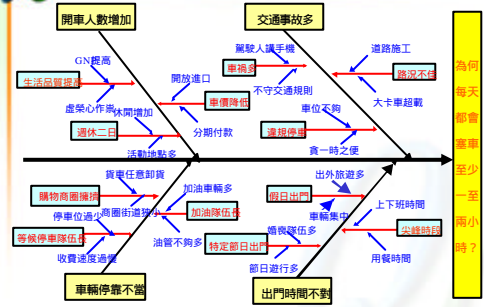 開車人數增加
GNP提高
生活品質提高
虛榮心作祟
開放進口
車價降低
分期付款
休閒增加
週休二日
活動地點多
交通事故多
駕駛人講手機
車禍多
不守交通規則
道路施工
路況不佳
大卡車超載
車位不夠
違規停車
貪一時之便
貨車任意卸貨
購物商圈擁擠
商圈街道狹小
加油車輛多
加油隊伍長
油管不夠多
停車位過少
等候停車隊伍長
收費速度過慢
車輛停靠不當
出外旅遊多
假日出門
車輛集中
上下班時間
尖峰時段
用餐時間
婚喪隊伍多
特定節日出門
節日遊行多
出門時間不對
為何
每天
都會
塞車
至少
一至
兩小
時？